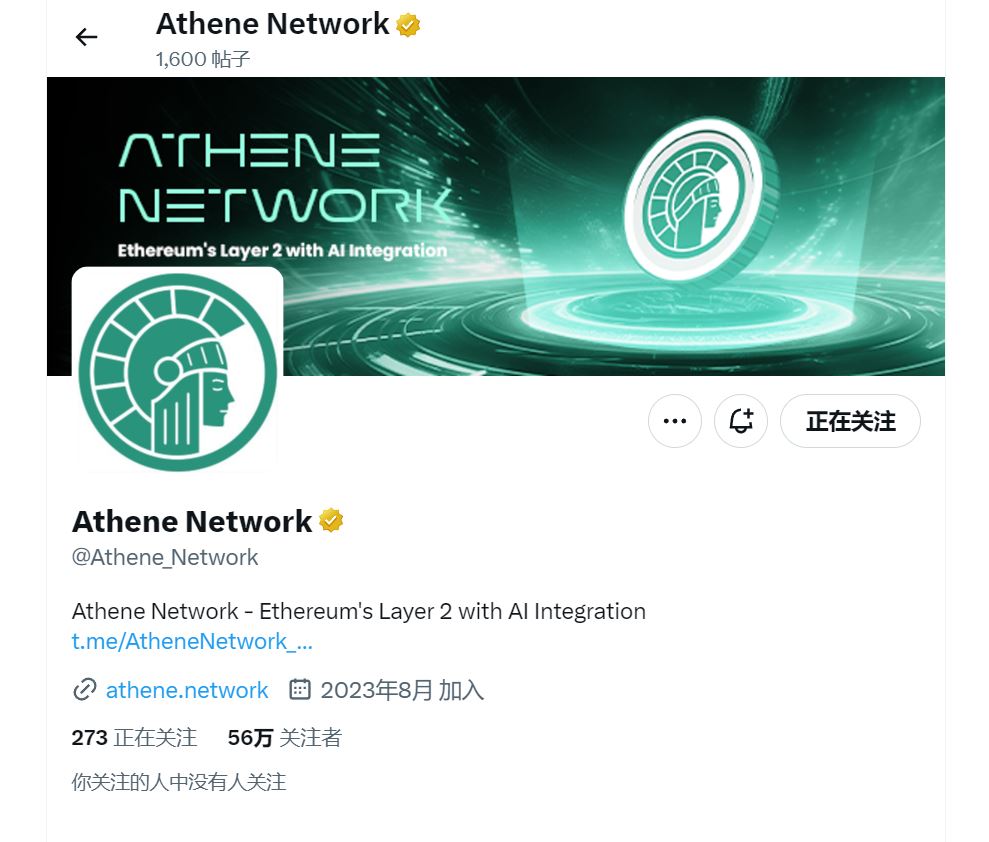 Athene Network
1,600 帖子
ATHENE
NETWORK
Ethereum's Layer 2 with AI Integration
正在关注
Athene Network
@Athene_Network
Athene Network - Ethereum's Layer 2 with AI Integration
t.me/AtheneNetwork_...
athene.network 2023年8月 加入
273 正在关注 56万 关注者
你关注的人中没有人关注